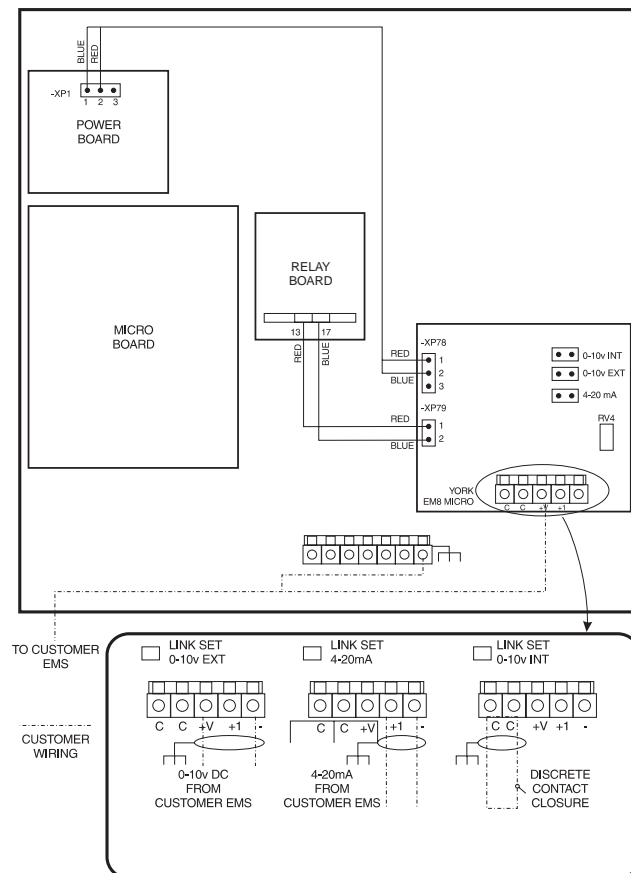 BLUE
RED
-XP1
1 2 3
POWER
BOARD
MICRO
BOARD
RELAY
BOARD
13 17
RED
BLUE
-XP78
RED
1
2
BLUE
3
-XP79
RED
1
2
BLUE
0-10v INT
0-10v EXT
4-20 mA
RV4
YORK
EM8 MICRO
C C +V +1
TO CUSTOMER
EMS
CUSTOMER
WIRING
LINK SET
0-10v EXT
C C +V +1 -
0-10v DC
FROM
CUSTOMER EMS
LINK SET
4-20mA
C C +V +1 -
4-20mA
FROM
CUSTOMER EMS
LINK SET
0-10v INT
C C +V +1 -
DISCRETE
CONTACT
CLOSURE